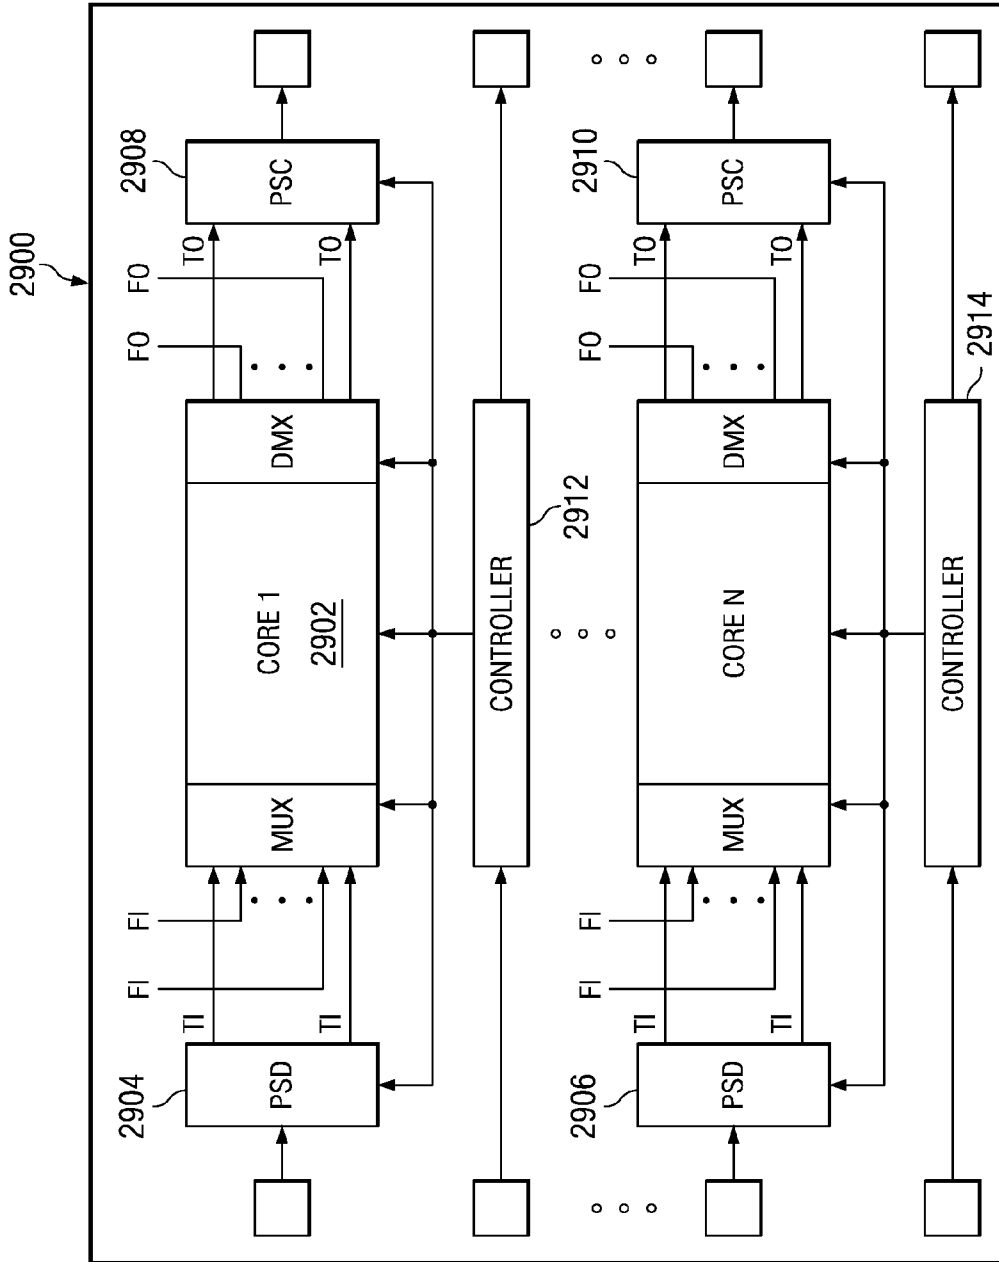 2900
2904 FI FI FO FO 2908
TI TO
PSD MUX CORE 1 DMX PSC
2902
TI TO
CONTROLLER
2912
2906 FI FI FO FO 2910
TI TO
PSD MUX CORE N DMX PSC
TI TO
CONTROLLER
2914